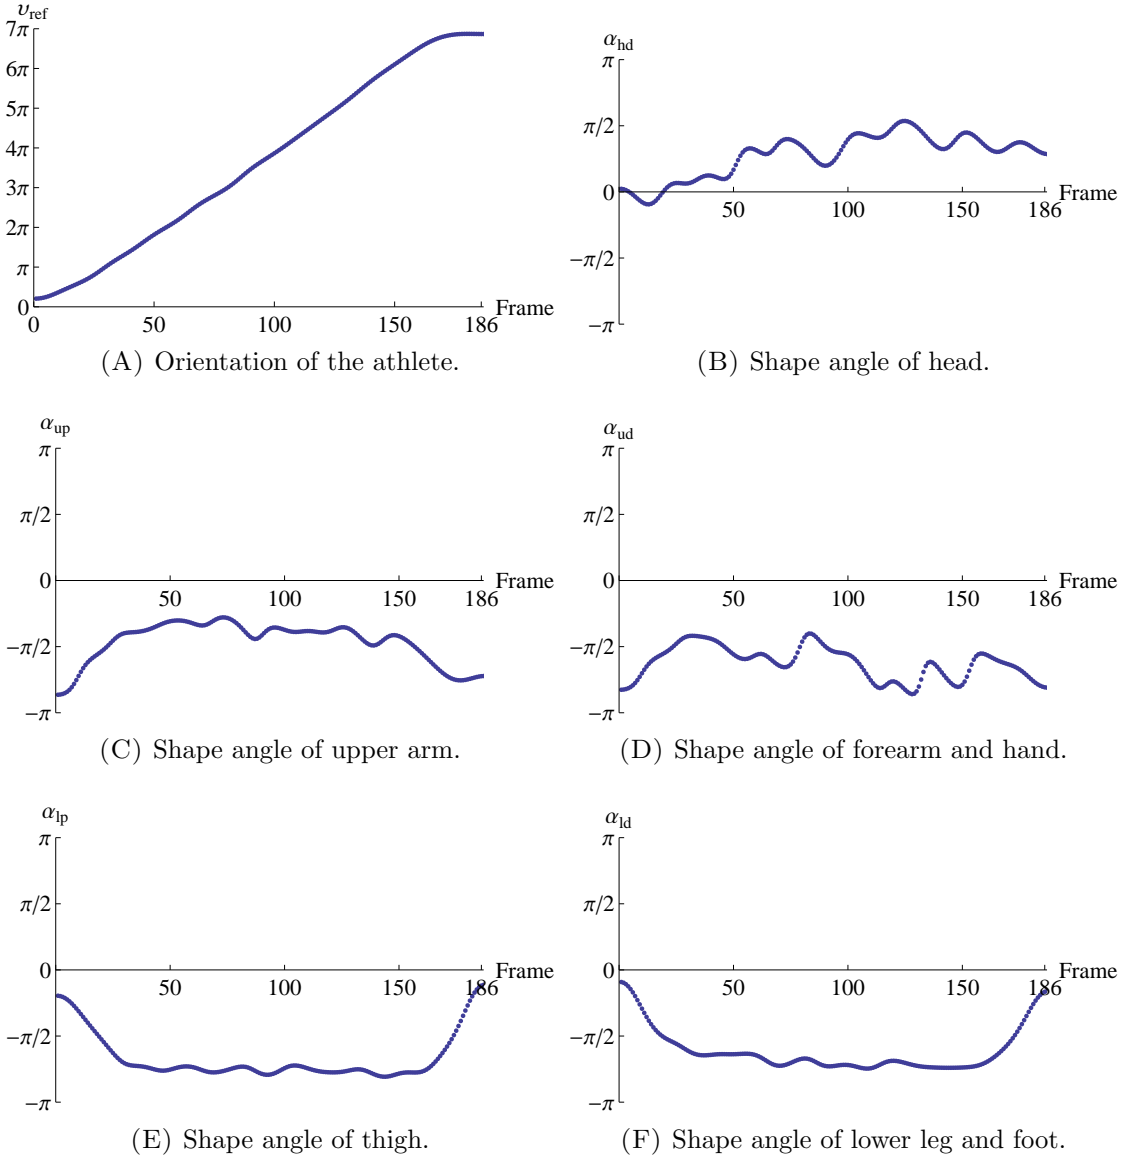 υref
7π
6π
5π
4π
3π
2π
π
0
0 50 100 150 186 Frame
(A) Orientation of the athlete.
αhd
π
π/2
0
−π/2
−π
50 100 150 186 Frame
(B) Shape angle of head.
αup
π
π/2
0
−π/2
−π
50 100 150 186 Frame
(C) Shape angle of upper arm.
αud
π
π/2
0
−π/2
−π
50 100 150 186 Frame
(D) Shape angle of forearm and hand.
αlp
π
π/2
0
−π/2
−π
50 100 150 186 Frame
(E) Shape angle of thigh.
αld
π
π/2
0
−π/2
−π
50 100 150 186 Frame
(F) Shape angle of lower leg and foot.